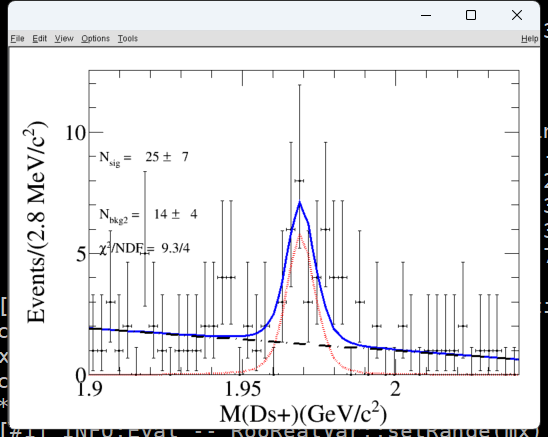 File Edit View Options Tools Help
Events/(2.8 MeV/c²)
10
N_sig = 25 ± 7
N_bkg2 = 14 ± 4
χ²/NDF = 9.3/4
5
0
1.9 1.95 2
M(Ds+)(GeV/c²)
[#1] INFO:Eval -- RooRealVar::setRange(mx)